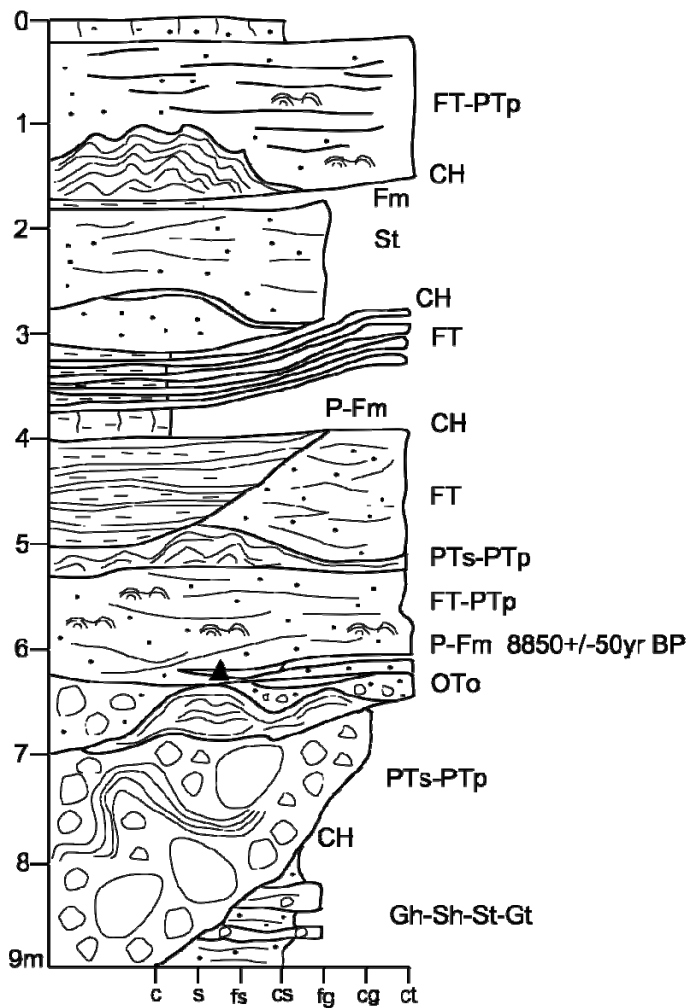 0
FT-PTp
1
CH
Fm
2
St
CH
3
FT
P-Fm
CH
4
FT
5
PTs-PTp
FT-PTp
6
P-Fm 8850+/-50yr BP
OTo
7
PTs-PTp
CH
8
Gh-Sh-St-Gt
9m
c s fs cs fg cg ct